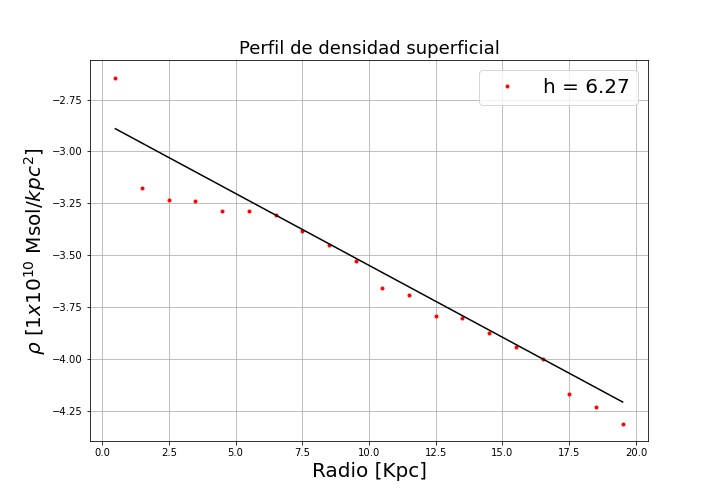 Perfil de densidad superficial
h = 6.27
−2.75
−3.00
−3.25
−3.50
−3.75
−4.00
−4.25
ρ [1x10¹⁰ Msol/kpc²]
0.0 2.5 5.0 7.5 10.0 12.5 15.0 17.5 20.0
Radio [Kpc]